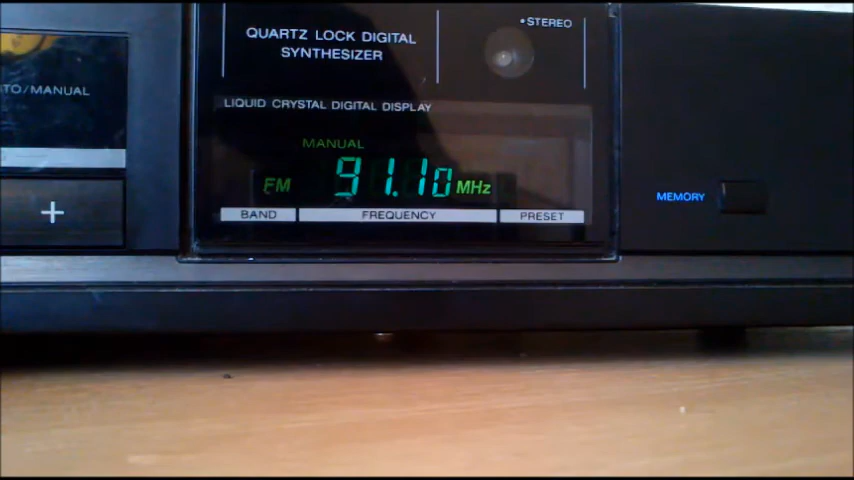 QUARTZ LOCK DIGITAL
SYNTHESIZER
•STEREO
TO/MANUAL
LIQUID CRYSTAL DIGITAL DISPLAY
MANUAL
FM 91.10 MHz
+
MEMORY
BAND FREQUENCY PRESET